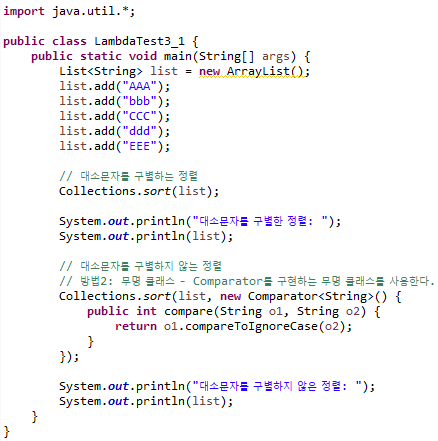 import java.util.*;

public class LambdaTest3_1 {
    public static void main(String[] args) {
        List<String> list = new ArrayList();
        list.add("AAA");
        list.add("bbb");
        list.add("CCC");
        list.add("ddd");
        list.add("EEE");

        // 대소문자를 구별하는 정렬
        Collections.sort(list);

        System.out.println("대소문자를 구별한 정렬: ");
        System.out.println(list);

        // 대소문자를 구별하지 않는 정렬
        // 방법2: 무명 클래스 - Comparator를 구현하는 무명 클래스를 사용한다.
        Collections.sort(list, new Comparator<String>() {
            public int compare(String o1, String o2) {
                return o1.compareToIgnoreCase(o2);
            }
        });

        System.out.println("대소문자를 구별하지 않은 정렬: ");
        System.out.println(list);
    }
}